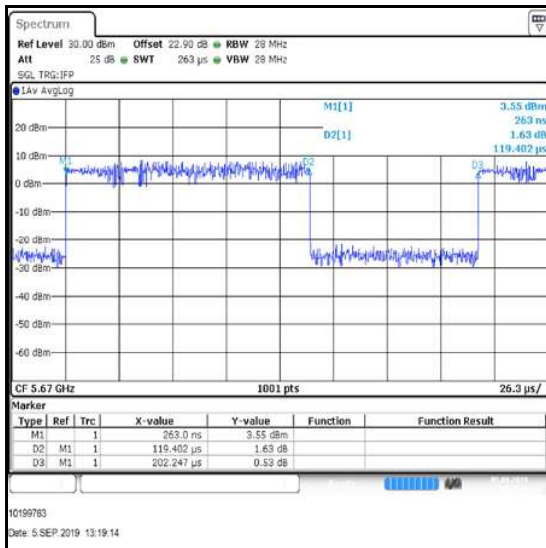 Spectrum
Ref Level 30.00 dBm Offset 22.90 dB RBW 28 MHz
Att 25 dB SWT 263 µs VBW 28 MHz
SGL TRG:IFP
1Av AvgLog
M1[1] 3.55 dBm
263 ns
D2[1] 1.63 dB
119.402 µs
20 dBm
10 dBm
M1
D2
D3
0 dBm
-10 dBm
-20 dBm
-30 dBm
-40 dBm
-50 dBm
-60 dBm
CF 5.67 GHz 1001 pts 26.3 µs/
Marker
Type Ref Trc X-value Y-value Function Function Result
M1 1 263.0 ns 3.55 dBm
D2 M1 1 119.402 µs 1.63 dB
D3 M1 1 202.247 µs 0.53 dB
10199763
Date: 5.SEP.2019 13:19:14